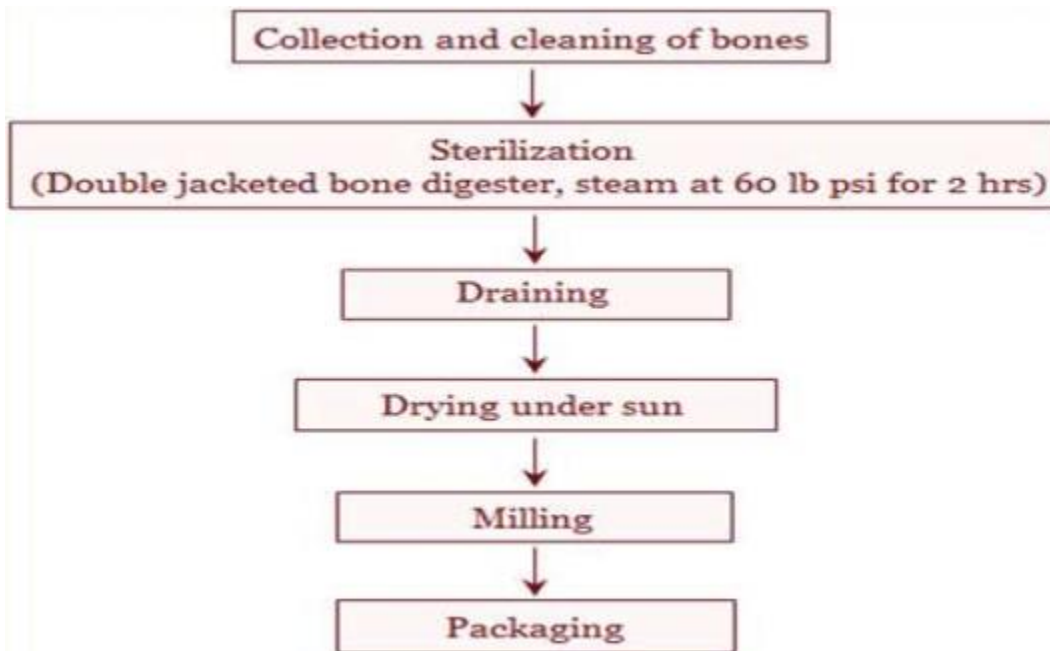 Collection and cleaning of bones
Sterilization
(Double jacketed bone digester, steam at 60 lb psi for 2 hrs)
Draining
Drying under sun
Milling
Packaging